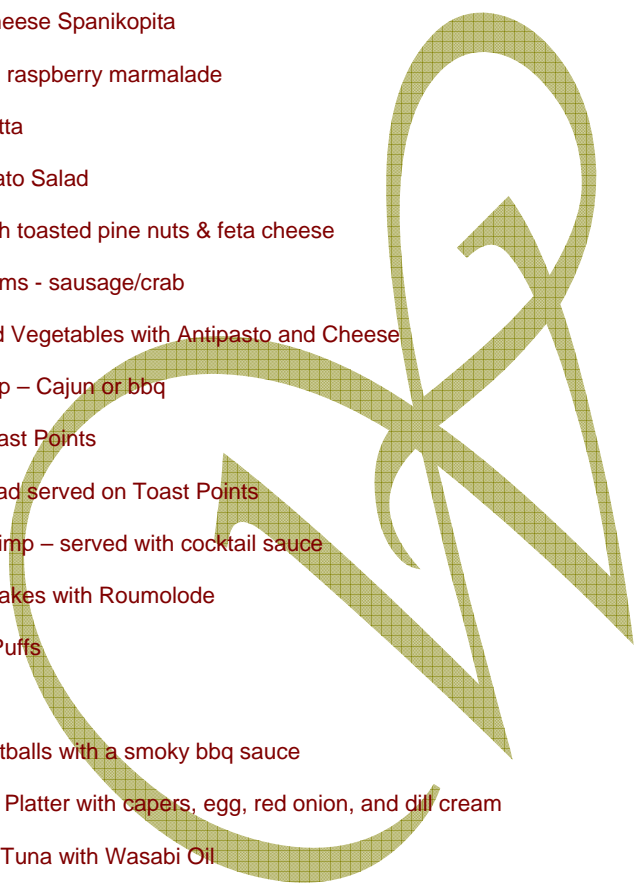 eese Spanikopita
raspberry marmalade
tta
ato Salad
h toasted pine nuts & feta cheese
ms - sausage/crab
d Vegetables with Antipasto and Cheese
p – Cajun or bbq
ast Points
ad served on Toast Points
imp – served with cocktail sauce
akes with Roumolode
Puffs
tballs with a smoky bbq sauce
Platter with capers, egg, red onion, and dill cream
Tuna with Wasabi Oil